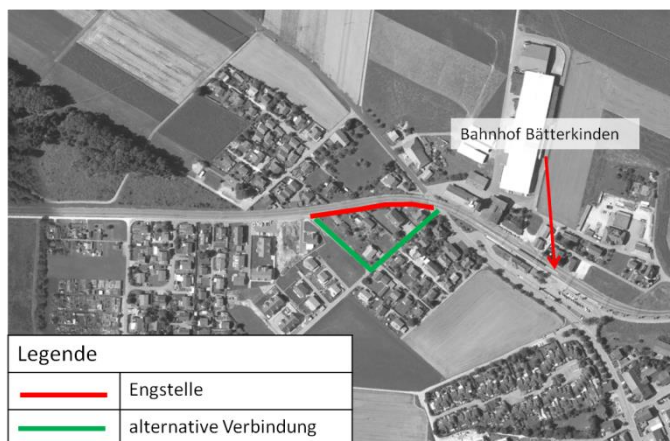 Bahnhof Bätterkinden
Legende
Engstelle
alternative Verbindung